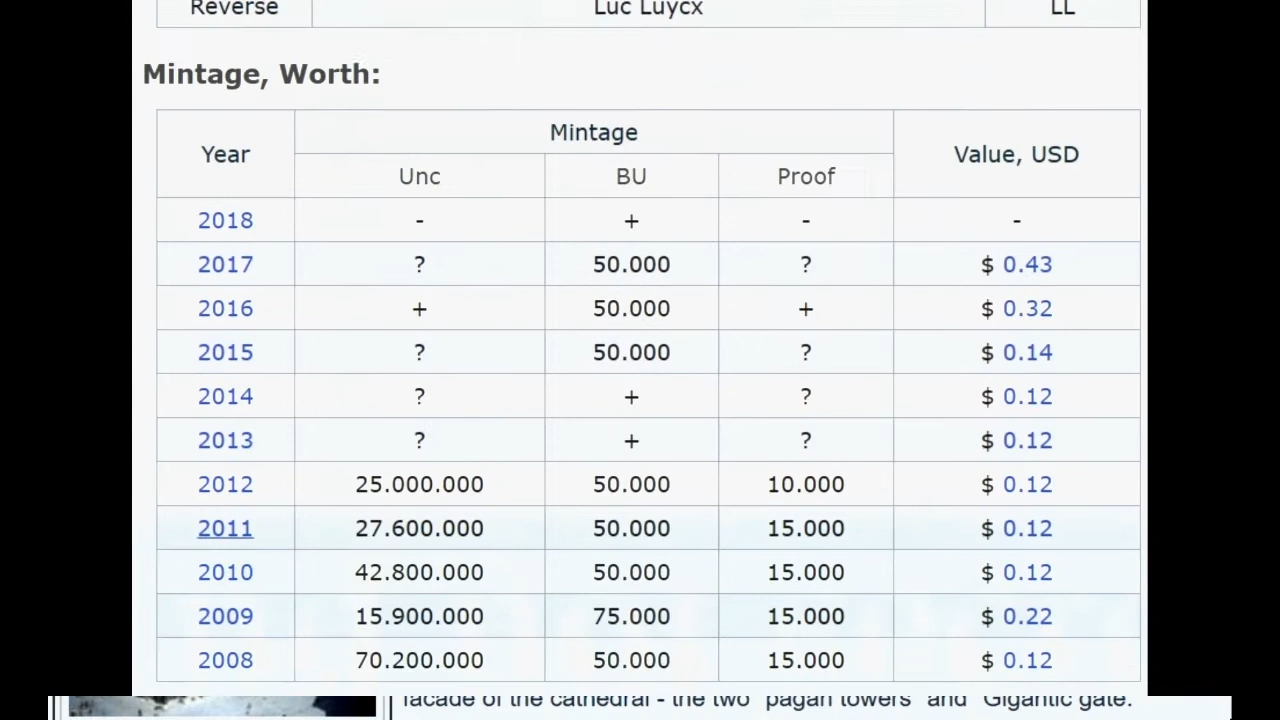 Reverse Luc Luycx LL
Mintage, Worth:
Year Mintage Value, USD
Unc BU Proof
2018 - + - -
2017 ? 50.000 ? $ 0.43
2016 + 50.000 + $ 0.32
2015 ? 50.000 ? $ 0.14
2014 ? + ? $ 0.12
2013 ? + ? $ 0.12
2012 25.000.000 50.000 10.000 $ 0.12
2011 27.600.000 50.000 15.000 $ 0.12
2010 42.800.000 50.000 15.000 $ 0.12
2009 15.900.000 75.000 15.000 $ 0.22
2008 70.200.000 50.000 15.000 $ 0.12
facade of the cathedral - the two "pagan towers" and "Gigantic gate.